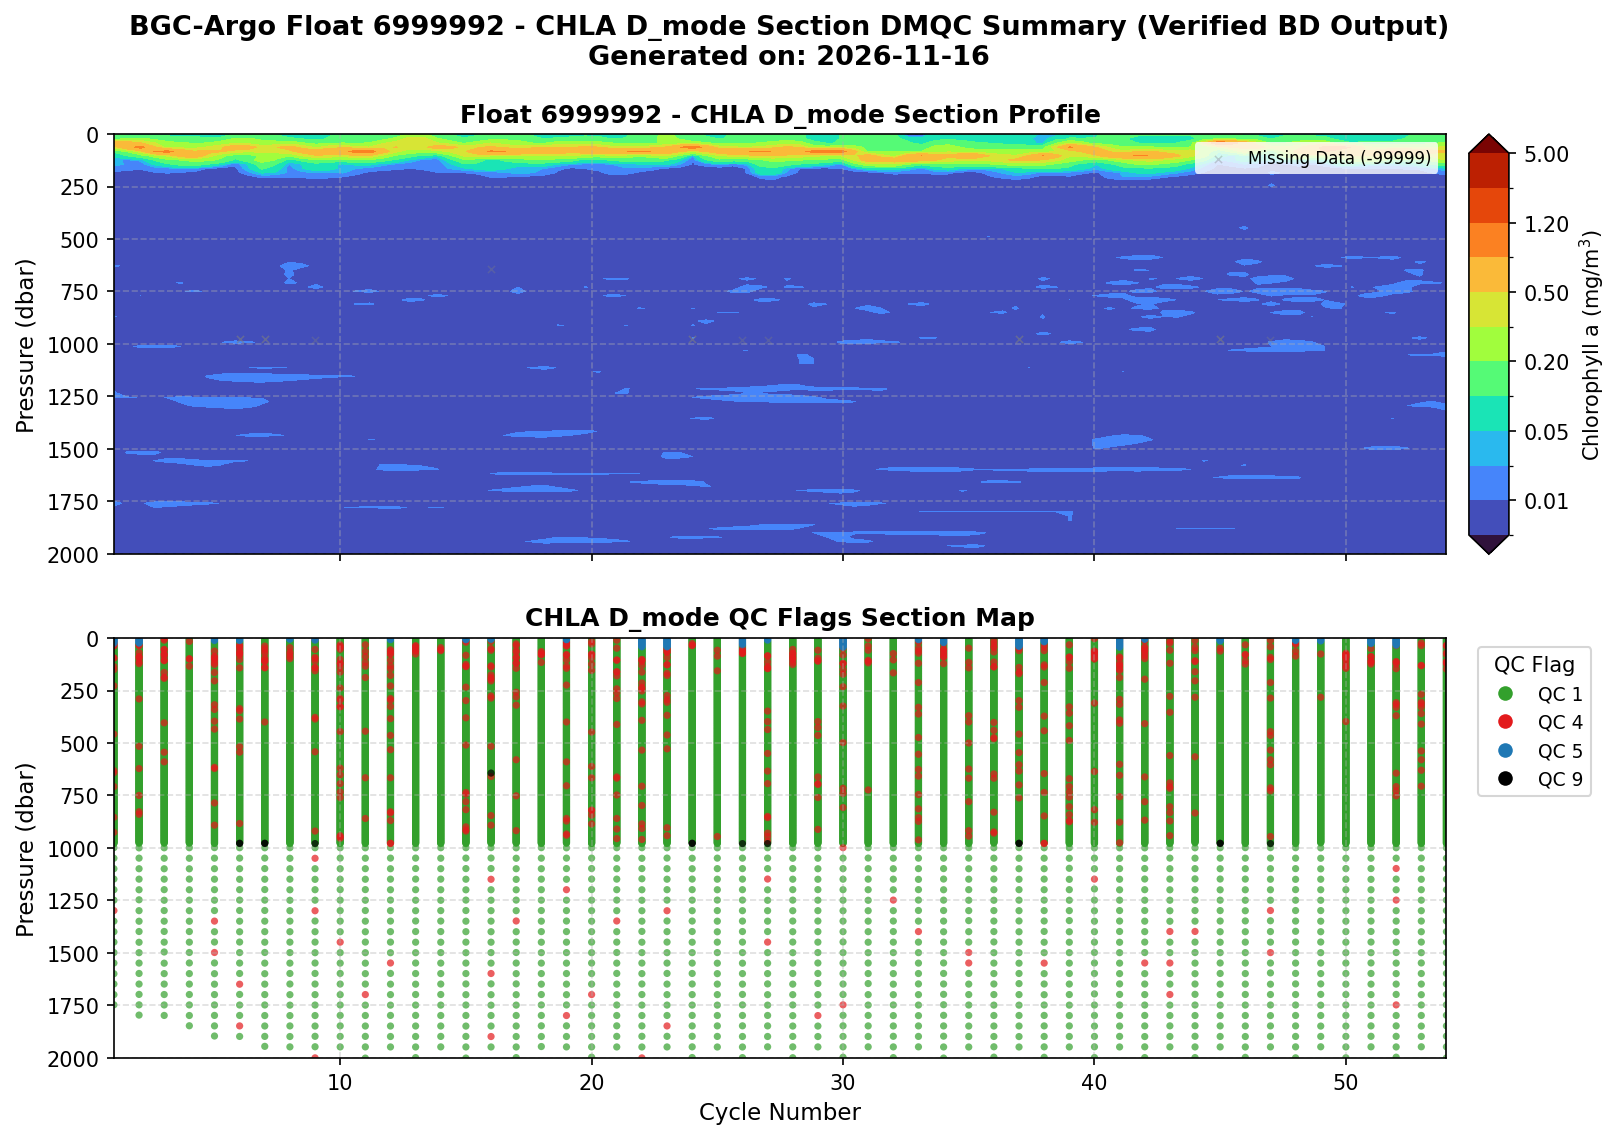 BGC-Argo Float 6999992 - CHLA D_mode Section DMQC Summary (Verified BD Output)
Generated on: 2026-11-16
Float 6999992 - CHLA D_mode Section Profile
0
250
500
750
1000
1250
1500
1750
2000
Pressure (dbar)
Missing Data (-99999)
5.00
1.20
0.50
0.20
0.05
0.01
Chlorophyll a (mg/m³)
CHLA D_mode QC Flags Section Map
0
250
500
750
1000
1250
1500
1750
2000
Pressure (dbar)
10
20
30
40
50
Cycle Number
QC Flag
QC 1
QC 4
QC 5
QC 9